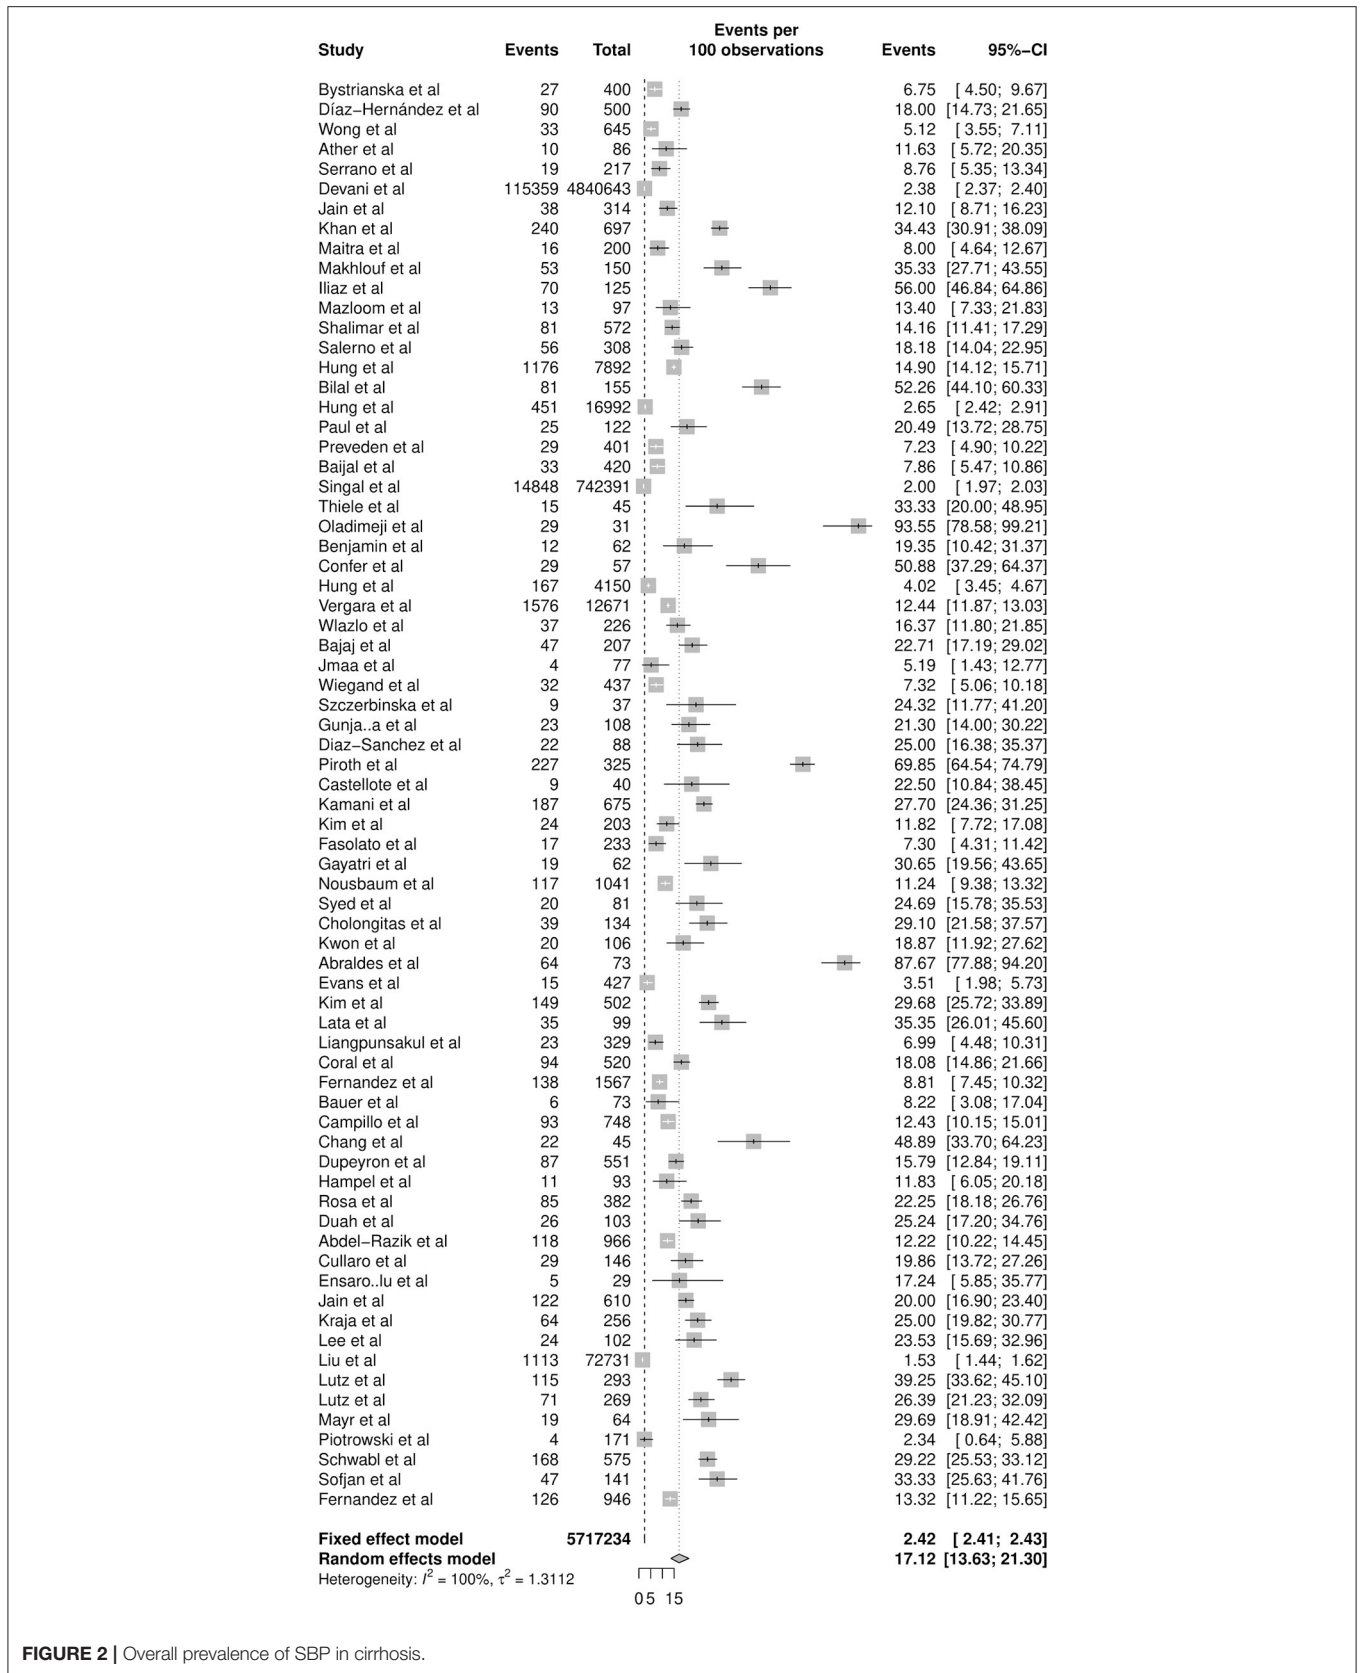 Events per
Study Events Total 100 observations Events 95%−CI
Bystrianska et al 27 400 6.75 [ 4.50; 9.67]
Díaz−Hernández et al 90 500 18.00 [14.73; 21.65]
Wong et al 33 645 5.12 [ 3.55; 7.11]
Ather et al 10 86 11.63 [ 5.72; 20.35]
Serrano et al 19 217 8.76 [ 5.35; 13.34]
Devani et al 115359 4840643 2.38 [ 2.37; 2.40]
Jain et al 38 314 12.10 [ 8.71; 16.23]
Khan et al 240 697 34.43 [30.91; 38.09]
Maitra et al 16 200 8.00 [ 4.64; 12.67]
Makhlouf et al 53 150 35.33 [27.71; 43.55]
Iliaz et al 70 125 56.00 [46.84; 64.86]
Mazloom et al 13 97 13.40 [ 7.33; 21.83]
Shalimar et al 81 572 14.16 [11.41; 17.29]
Salerno et al 56 308 18.18 [14.04; 22.95]
Hung et al 1176 7892 14.90 [14.12; 15.71]
Bilal et al 81 155 52.26 [44.10; 60.33]
Hung et al 451 16992 2.65 [ 2.42; 2.91]
Paul et al 25 122 20.49 [13.72; 28.75]
Preveden et al 29 401 7.23 [ 4.90; 10.22]
Baijal et al 33 420 7.86 [ 5.47; 10.86]
Singal et al 14848 742391 2.00 [ 1.97; 2.03]
Thiele et al 15 45 33.33 [20.00; 48.95]
Oladimeji et al 29 31 93.55 [78.58; 99.21]
Benjamin et al 12 62 19.35 [10.42; 31.37]
Confer et al 29 57 50.88 [37.29; 64.37]
Hung et al 167 4150 4.02 [ 3.45; 4.67]
Vergara et al 1576 12671 12.44 [11.87; 13.03]
Wlazlo et al 37 226 16.37 [11.80; 21.85]
Bajaj et al 47 207 22.71 [17.19; 29.02]
Jmaa et al 4 77 5.19 [ 1.43; 12.77]
Wiegand et al 32 437 7.32 [ 5.06; 10.18]
Szczerbinska et al 9 37 24.32 [11.77; 41.20]
Gunja..a et al 23 108 21.30 [14.00; 30.22]
Diaz−Sanchez et al 22 88 25.00 [16.38; 35.37]
Piroth et al 227 325 69.85 [64.54; 74.79]
Castellote et al 9 40 22.50 [10.84; 38.45]
Kamani et al 187 675 27.70 [24.36; 31.25]
Kim et al 24 203 11.82 [ 7.72; 17.08]
Fasolato et al 17 233 7.30 [ 4.31; 11.42]
Gayatri et al 19 62 30.65 [19.56; 43.65]
Nousbaum et al 117 1041 11.24 [ 9.38; 13.32]
Syed et al 20 81 24.69 [15.78; 35.53]
Cholongitas et al 39 134 29.10 [21.58; 37.57]
Kwon et al 20 106 18.87 [11.92; 27.62]
Abraldes et al 64 73 87.67 [77.88; 94.20]
Evans et al 15 427 3.51 [ 1.98; 5.73]
Kim et al 149 502 29.68 [25.72; 33.89]
Lata et al 35 99 35.35 [26.01; 45.60]
Liangpunsakul et al 23 329 6.99 [ 4.48; 10.31]
Coral et al 94 520 18.08 [14.86; 21.66]
Fernandez et al 138 1567 8.81 [ 7.45; 10.32]
Bauer et al 6 73 8.22 [ 3.08; 17.04]
Campillo et al 93 748 12.43 [10.15; 15.01]
Chang et al 22 45 48.89 [33.70; 64.23]
Dupeyron et al 87 551 15.79 [12.84; 19.11]
Hampel et al 11 93 11.83 [ 6.05; 20.18]
Rosa et al 85 382 22.25 [18.18; 26.76]
Duah et al 26 103 25.24 [17.20; 34.76]
Abdel−Razik et al 118 966 12.22 [10.22; 14.45]
Cullaro et al 29 146 19.86 [13.72; 27.26]
Ensaro..lu et al 5 29 17.24 [ 5.85; 35.77]
Jain et al 122 610 20.00 [16.90; 23.40]
Kraja et al 64 256 25.00 [19.82; 30.77]
Lee et al 24 102 23.53 [15.69; 32.96]
Liu et al 1113 72731 1.53 [ 1.44; 1.62]
Lutz et al 115 293 39.25 [33.62; 45.10]
Lutz et al 71 269 26.39 [21.23; 32.09]
Mayr et al 19 64 29.69 [18.91; 42.42]
Piotrowski et al 4 171 2.34 [ 0.64; 5.88]
Schwabl et al 168 575 29.22 [25.53; 33.12]
Sofjan et al 47 141 33.33 [25.63; 41.76]
Fernandez et al 126 946 13.32 [11.22; 15.65]
Fixed effect model 5717234 2.42 [ 2.41; 2.43]
Random effects model 17.12 [13.63; 21.30]
Heterogeneity: I² = 100%, τ² = 1.3112
0 5 15
FIGURE 2 | Overall prevalence of SBP in cirrhosis.